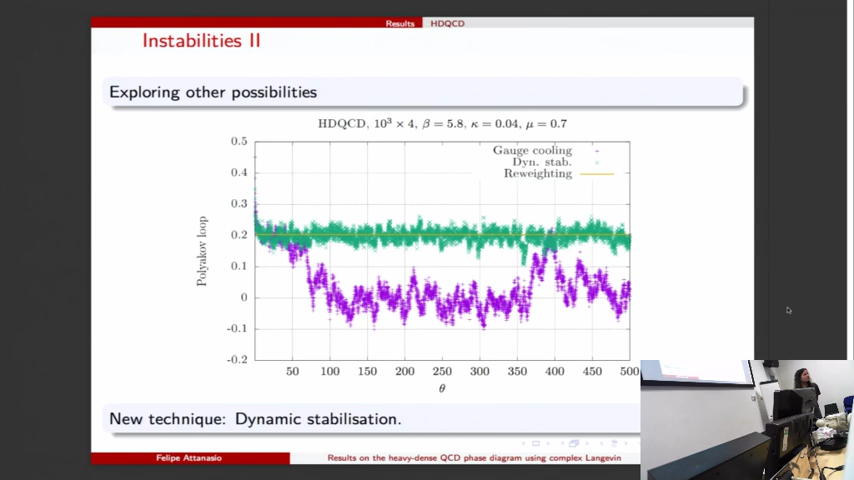 Results HDQCD
Instabilities II
Exploring other possibilities
HDQCD, 10³ × 4, β = 5.8, κ = 0.04, μ = 0.7
Gauge cooling
Dyn. stab.
Reweighting
0.5
0.4
0.3
0.2
0.1
0
-0.1
-0.2
Polyakov loop
50 100 150 200 250 300 350 400 450 500
θ
New technique: Dynamic stabilisation.
Felipe Attanasio Results on the heavy-dense QCD phase diagram using complex Langevin